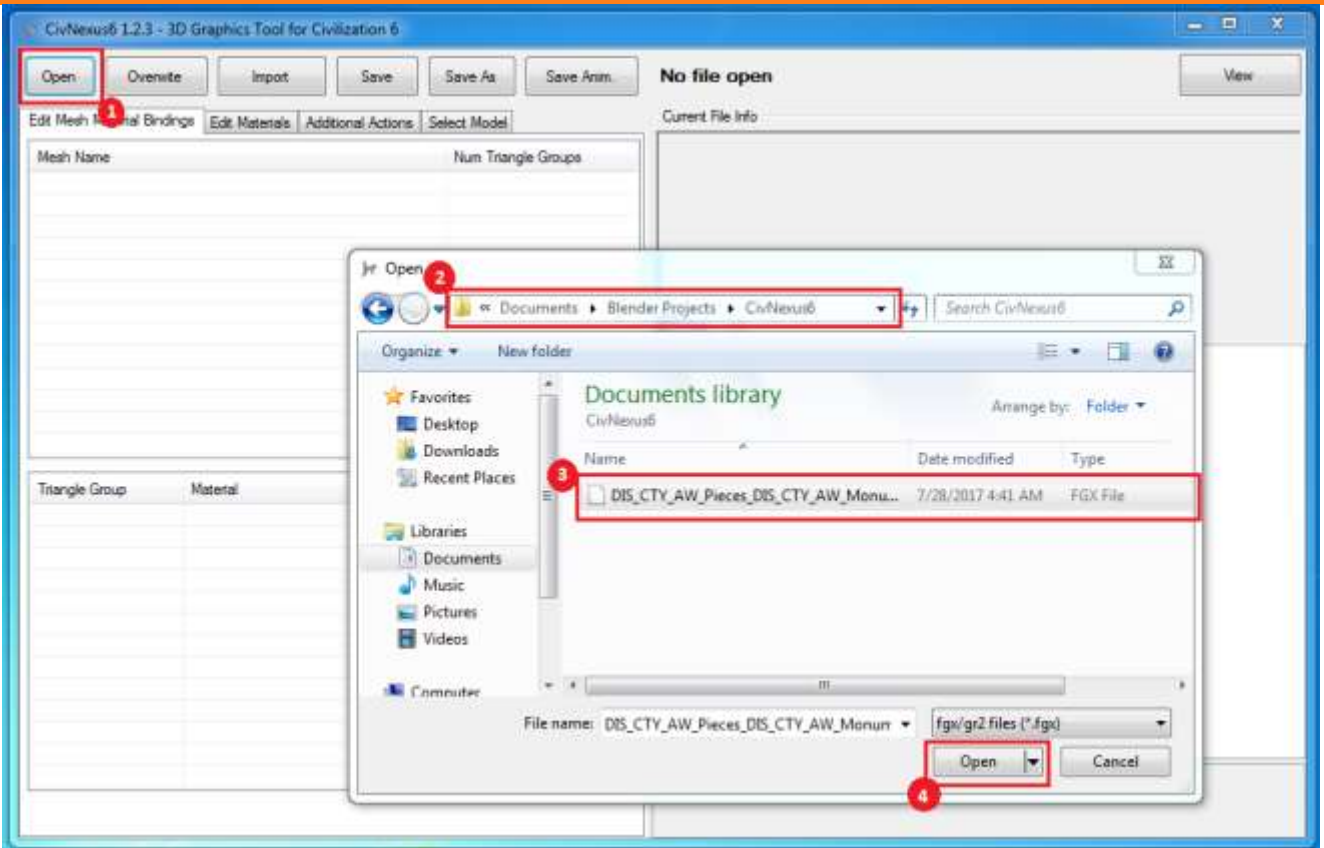 CivNexus6 1.2.3 - 3D Graphics Tool for Civilization 6
Open Overwrite Import Save Save As Save Anim. No file open View
1
Edit Mesh Material Bindings Edit Materials Additional Actions Select Model Current File Info
Mesh Name Num Triangle Groups
Open
2
« Documents Blender Projects CivNexus6 Search CivNexus6
Organize New folder
Favorites
Desktop
Downloads
Recent Places
Libraries
Documents
Music
Pictures
Videos
Computer
Documents library
CivNexus6
Arrange by: Folder
Name Date modified Type
3
DIS_CTY_AW_Pieces_DIS_CTY_AW_Monu... 7/28/2017 4:41 AM FGX File
Triangle Group Material
File name: DIS_CTY_AW_Pieces_DIS_CTY_AW_Monum fgx/gr2 files (*.fgx)
Open Cancel
4